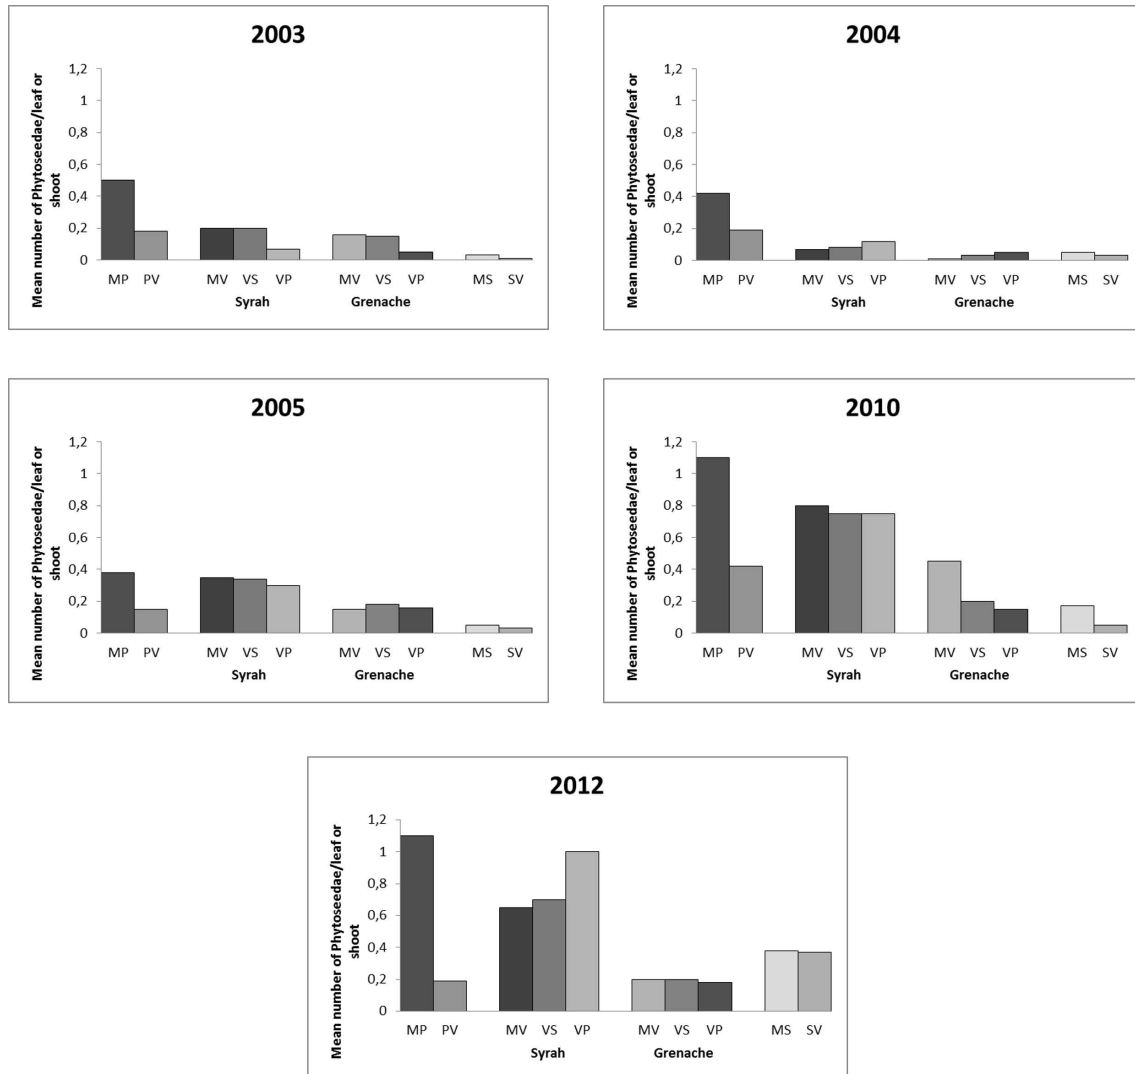 2003
Mean number of Phytoseedae/leaf or
shoot
1,2
1
0,8
0,6
0,4
0,2
0
MP PV MV VS VP MV VS VP MS SV
Syrah Grenache
2004
Mean number of Phytoseedae/leaf or
shoot
1,2
1
0,8
0,6
0,4
0,2
0
MP PV MV VS VP MV VS VP MS SV
Syrah Grenache
2005
Mean number of Phytoseedae/leaf or
shoot
1,2
1
0,8
0,6
0,4
0,2
0
MP PV MV VS VP MV VS VP MS SV
Syrah Grenache
2010
Mean number of Phytoseedae/leaf or
shoot
1,2
1
0,8
0,6
0,4
0,2
0
MP PV MV VS VP MV VS VP MS SV
Syrah Grenache
2012
Mean number of Phytoseedae/leaf or
shoot
1,2
1
0,8
0,6
0,4
0,2
0
MP PV MV VS VP MV VS VP MS SV
Syrah Grenache